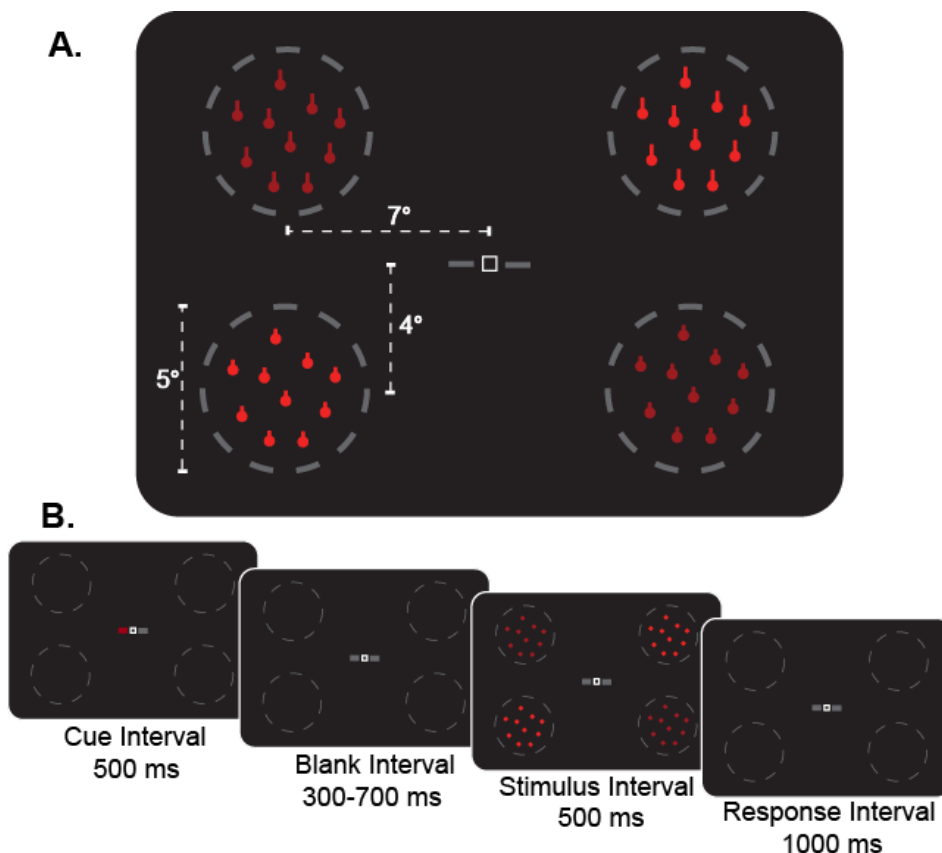 A.
7°
4°
5°
B.
Cue Interval
500 ms
Blank Interval
300-700 ms
Stimulus Interval
500 ms
Response Interval
1000 ms